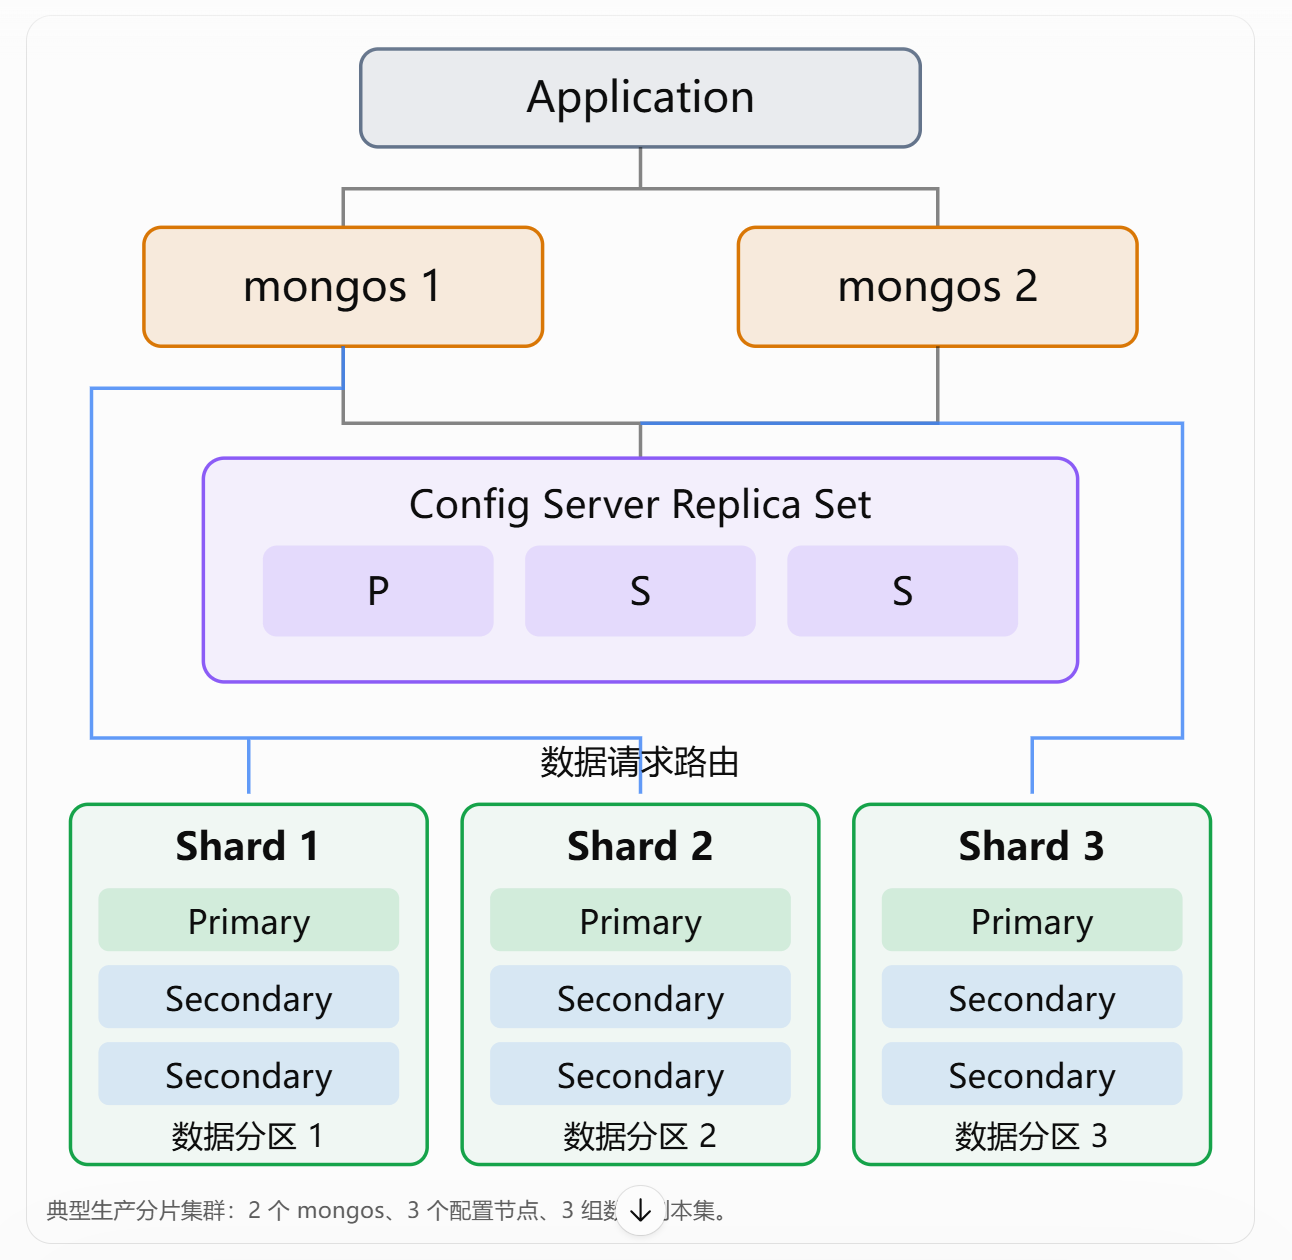 Application
mongos 1
mongos 2
Config Server Replica Set
P
S
S
数据请求路由
Shard 1
Primary
Secondary
Secondary
数据分区 1
Shard 2
Primary
Secondary
Secondary
数据分区 2
Shard 3
Primary
Secondary
Secondary
数据分区 3
典型生产分片集群：2 个 mongos、3 个配置节点、3 组数 本集。